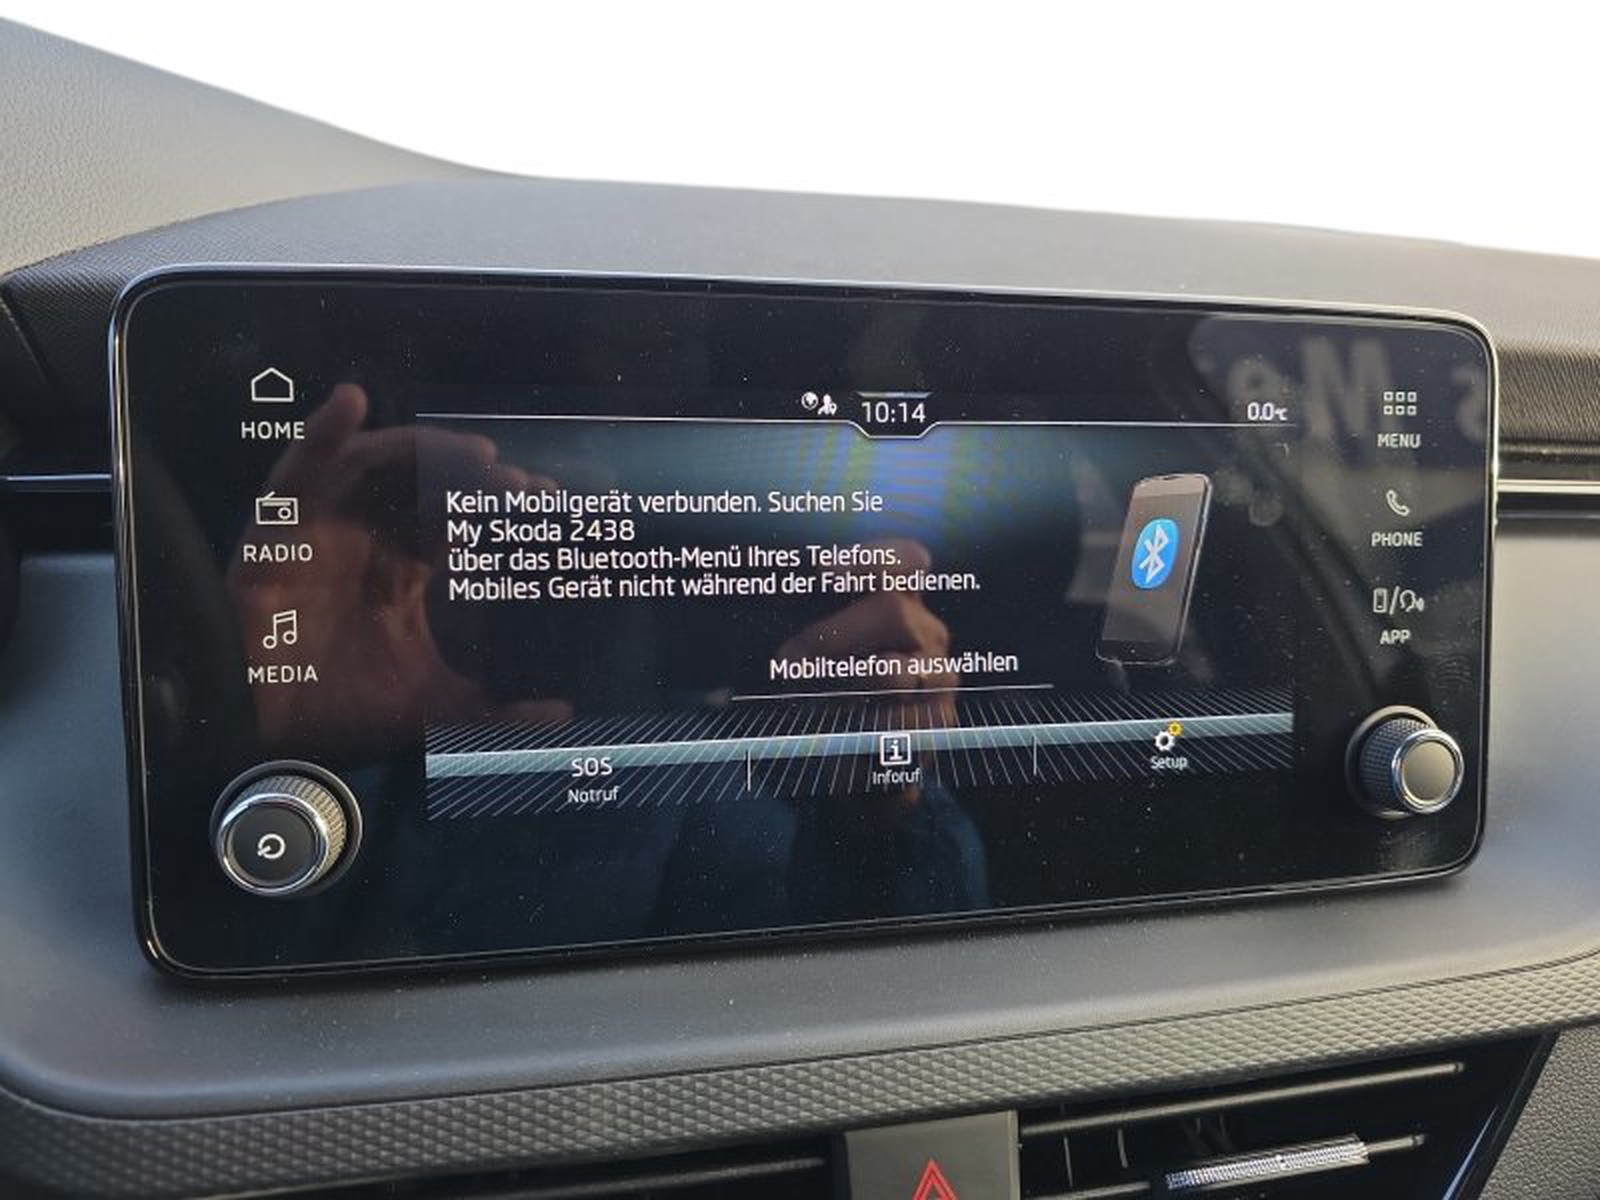 HOME
RADIO
MEDIA
10:14
0.0°C
Kein Mobilgerät verbunden. Suchen Sie
My Skoda 2438
über das Bluetooth-Menü Ihres Telefons.
Mobiles Gerät nicht während der Fahrt bedienen.
Mobiltelefon auswählen
SOS
Notruf
i
Inforuf
Setup
MENU
PHONE
APP